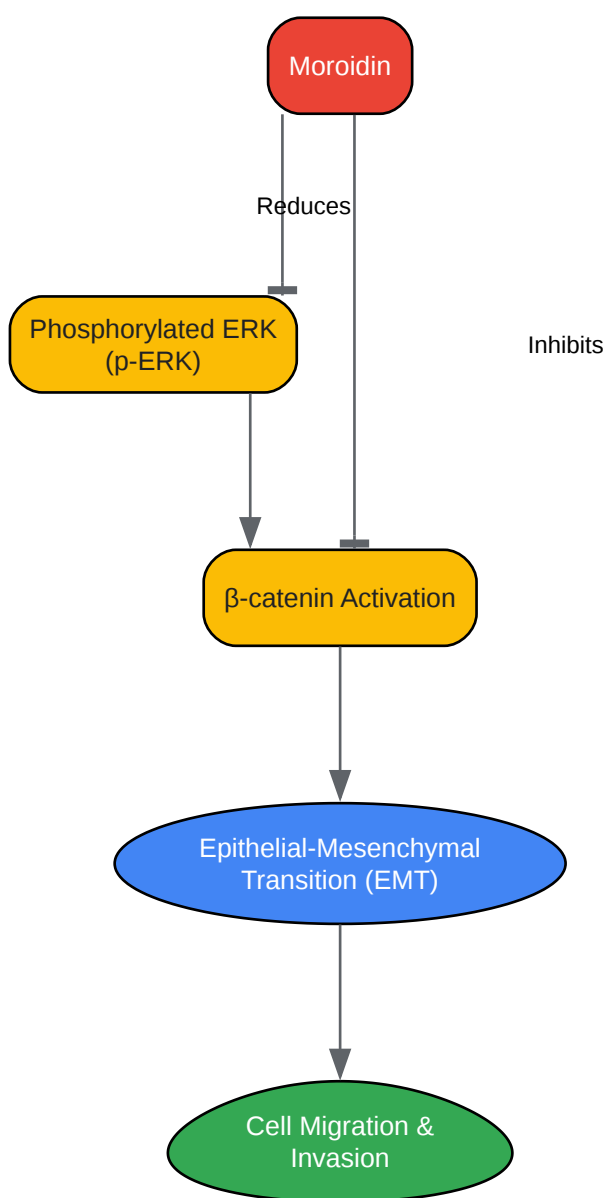 Moroidin
Reduces
Phosphorylated ERK
(p-ERK)
Inhibits
β-catenin Activation
Epithelial-Mesenchymal
Transition (EMT)
Cell Migration &
Invasion